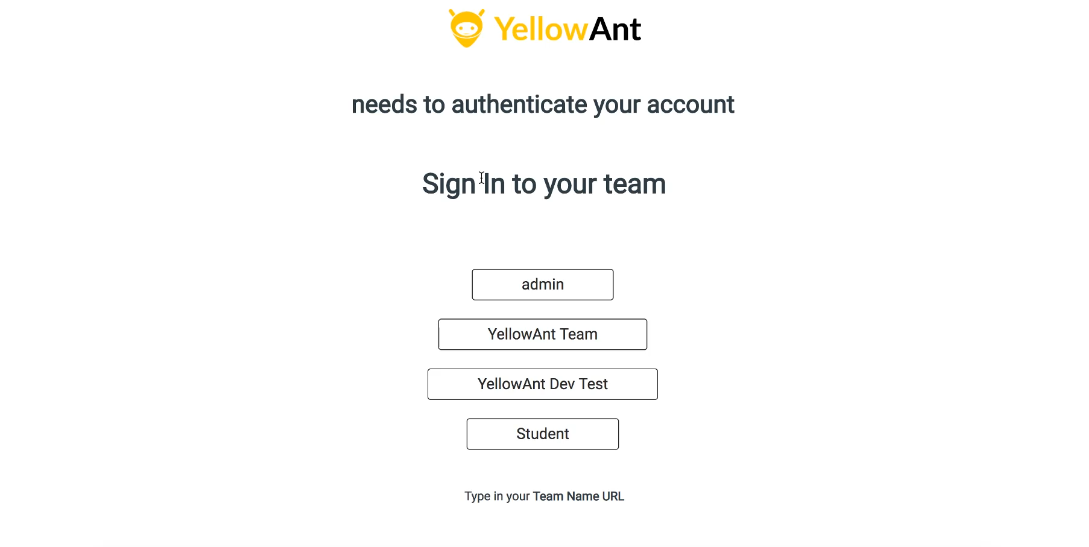 YellowAnt
needs to authenticate your account
Sign In to your team
admin
YellowAnt Team
YellowAnt Dev Test
Student
Type in your Team Name URL